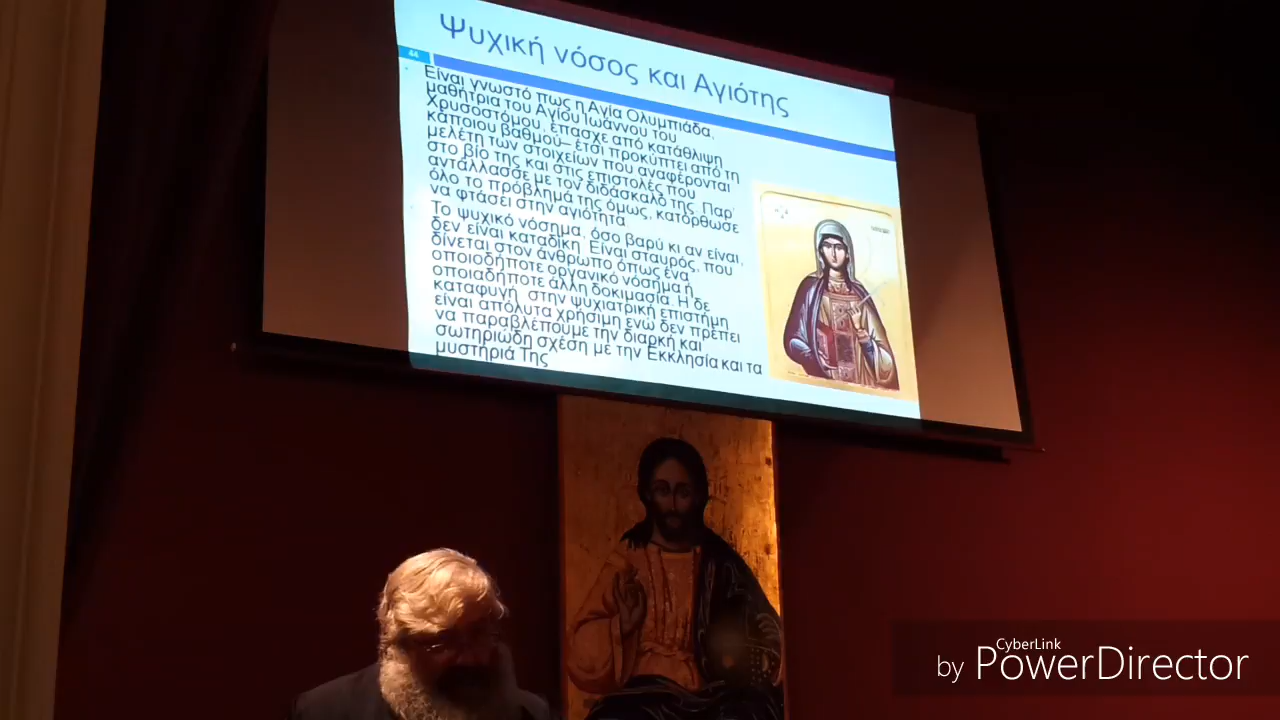 Ψυχική νόσος και Αγιότης
44
Είναι γνωστό πως η Αγία Ολυμπιάδα,
μαθήτρια του Αγίου Ιωάννου του
Χρυσοστόμου, έπασχε από κατάθλιψη
κάποιου βαθμού– έτσι προκύπτει από τη
μελέτη των στοιχείων που αναφέρονται
στο βίο της και στις επιστολές που
αντάλλασσε με τον διδάσκαλό της. Παρ'
όλο το πρόβλημά της όμως, κατόρθωσε
να φτάσει στην αγιότητα
Το ψυχικό νόσημα, όσο βαρύ κι αν είναι,
δεν είναι καταδίκη. Είναι σταυρός, που
δίνεται στον άνθρωπο όπως ένα
οποιοδήποτε οργανικό νόσημα ή
οποιαδήποτε άλλη δοκιμασία. Η δε
καταφυγή στην ψυχιατρική επιστήμη
είναι απόλυτα χρήσιμη ενώ δεν πρέπει
να παραβλέπουμε την διαρκή και
σωτηριώδη σχέση με την Εκκλησία και τα
μυστήριά Της
CyberLink
by PowerDirector